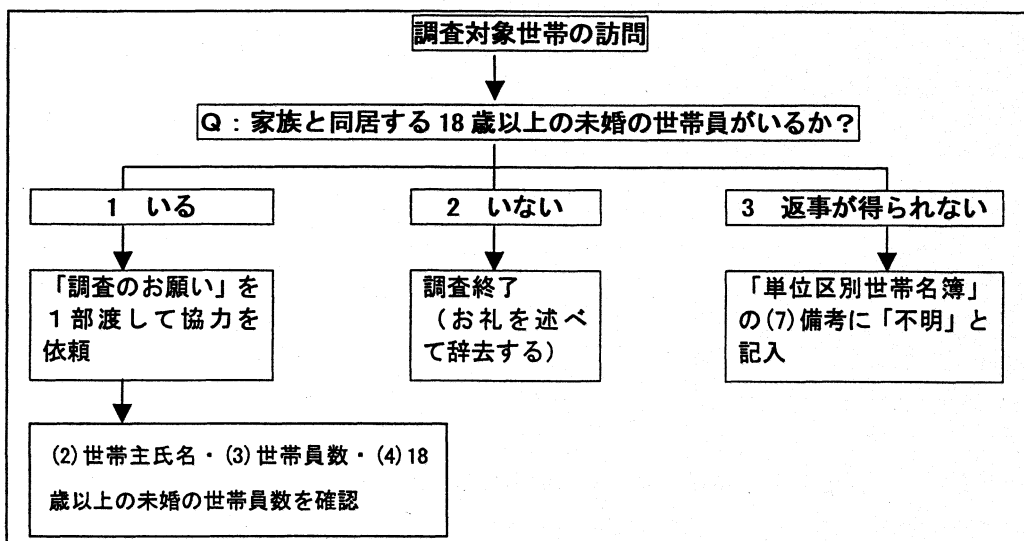 調査対象世帯の訪問
Q：家族と同居する18歳以上の未婚の世帯員がいるか？
1　いる
2　いない
3　返事が得られない
「調査のお願い」を
１部渡して協力を
依頼
調査終了
（お礼を述べ
て辞去する）
「単位区別世帯名簿」
の(7)備考に「不明」と
記入
(2)世帯主氏名・(3)世帯員数・(4)18
歳以上の未婚の世帯員数を確認